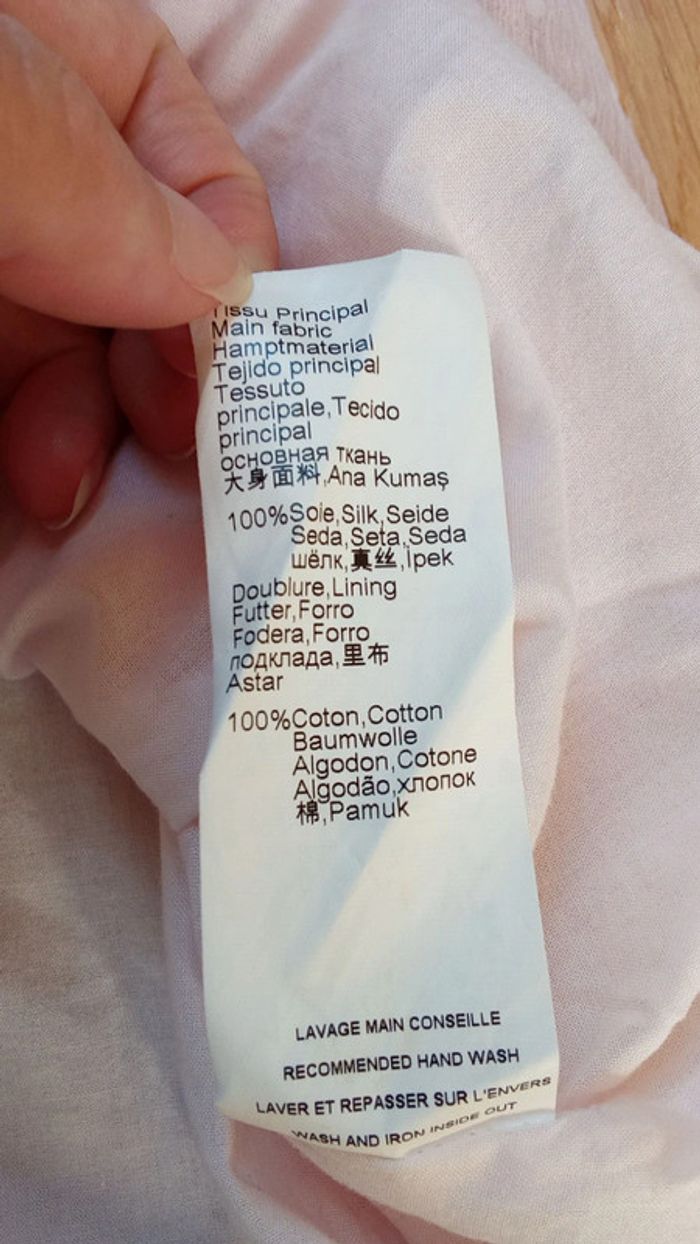 Tissu Principal
Main fabric
Hamptmaterial
Tejido principal
Tessuto
principale,Tecido
principal
основная ткань
大身面料,Ana Kumaş
100%Soie,Silk,Seide
Seda,Seta,Seda
шёлк,真丝,İpek
Doublure,Lining
Futter,Forro
Fodera,Forro
подклада,里布
Astar
100%Coton,Cotton
Baumwolle
Algodon,Cotone
Algodão,хлопок
棉,Pamuk
LAVAGE MAIN CONSEILLE
RECOMMENDED HAND WASH
LAVER ET REPASSER SUR L'ENVERS
WASH AND IRON INSIDE OUT